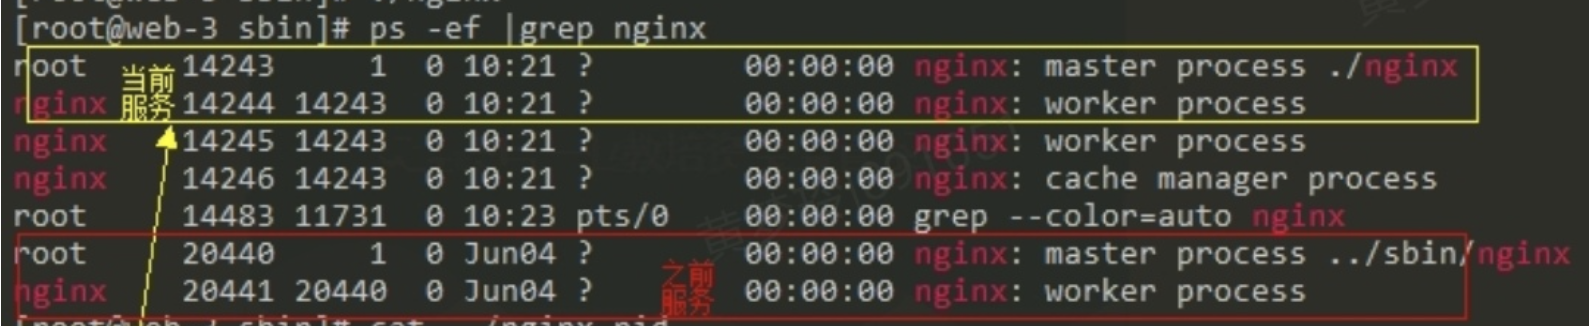 [root@web-3 sbin]# ps -ef |grep nginx
root 14243 1 0 10:21 ? 00:00:00 nginx: master process ./nginx
nginx 14244 14243 0 10:21 ? 00:00:00 nginx: worker process
当前
服务
nginx 14245 14243 0 10:21 ? 00:00:00 nginx: worker process
nginx 14246 14243 0 10:21 ? 00:00:00 nginx: cache manager process
root 14483 11731 0 10:23 pts/0 00:00:00 grep --color=auto nginx
root 20440 1 0 Jun04 ? 00:00:00 nginx: master process ../sbin/nginx
nginx 20441 20440 0 Jun04 ? 00:00:00 nginx: worker process
之前
服务